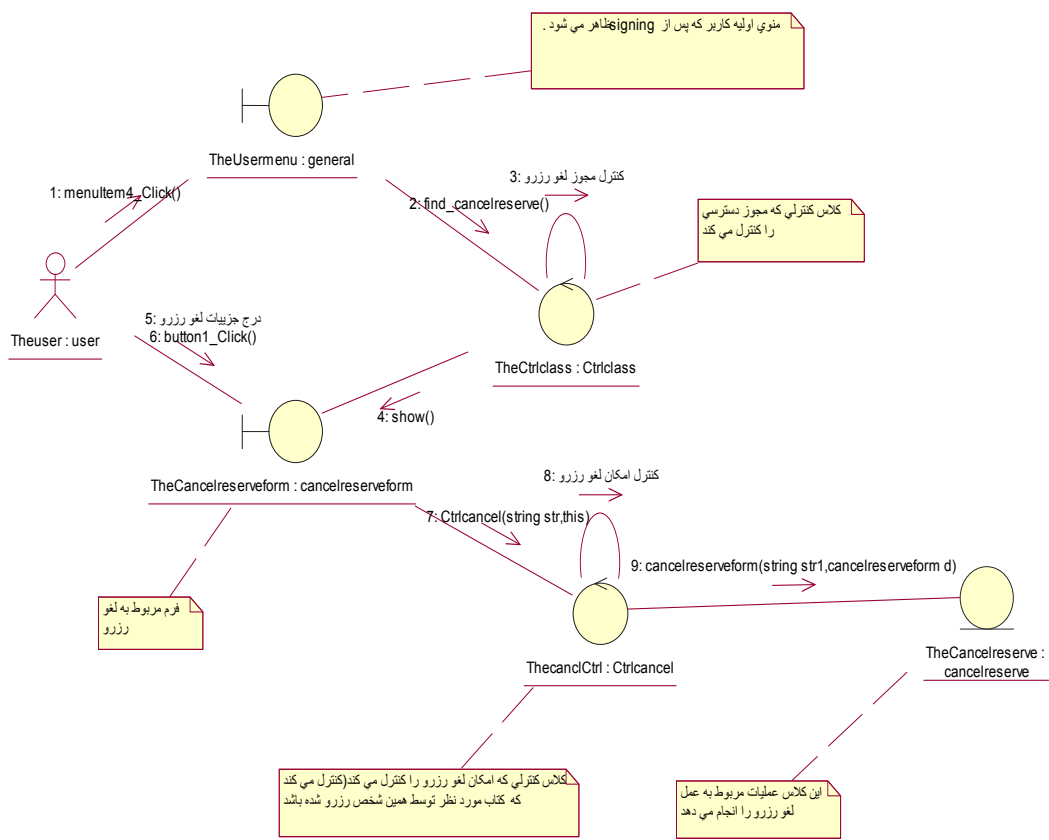 منوي اوليه كاربر كه پس از signing ظاهر مي شود .
TheUsermenu : general
1: menuItem4_Click()
3: كنترل مجوز لغو رزرو
2: find_cancelreserve()
كلاس كنترلي كه مجوز دسترسي
را كنترل مي كند
Theuser : user
5: درج جزييات لغو رزرو
6: button1_Click()
TheCtrlclass : Ctrlclass
4: show()
TheCancelreserveform : cancelreserveform
8: كنترل امكان لغو رزرو
7: Ctrlcancel(string str,this)
9: cancelreserveform(string str1,cancelreserveform d)
فرم مربوط به لغو
رزرو
ThecanclCtrl : Ctrlcancel
TheCancelreserve :
cancelreserve
كلاس كنترلي كه امكان لغو رزرو را كنترل مي كند(كنترل مي كند
كه كتاب مورد نظر توسط همين شخص رزرو شده باشد
اين كلاس عمليات مربوط به عمل
لغو رزرو را انجام مي دهد